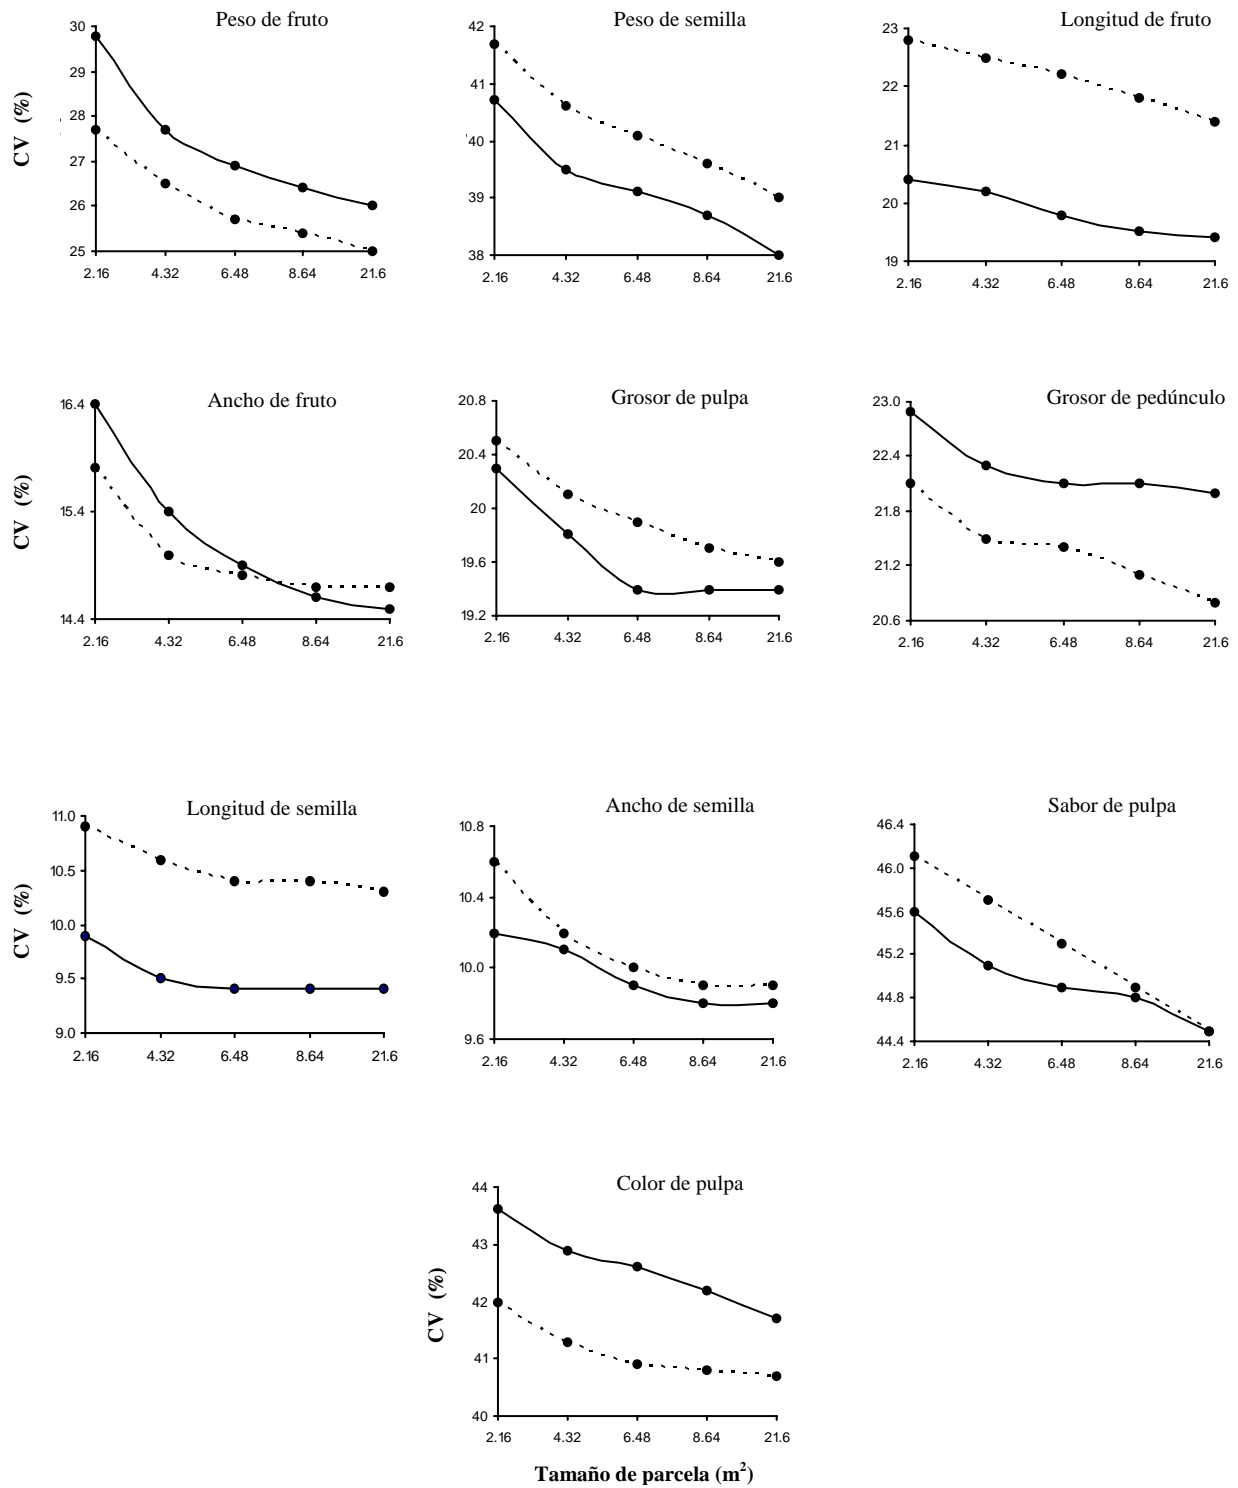 Peso de fruto
CV (%)
30
29
28
27
26
25
2.16 4.32 6.48 8.64 21.6
Peso de semilla
42
41
40
39
38
2.16 4.32 6.48 8.64 21.6
Longitud de fruto
23
22
21
20
19
2.16 4.32 6.48 8.64 21.6
Ancho de fruto
CV (%)
16.4
15.4
14.4
2.16 4.32 6.48 8.64 21.6
Grosor de pulpa
20.8
20.4
20
19.6
19.2
2.16 4.32 6.48 8.64 21.6
Grosor de pedúnculo
23.0
22.4
21.8
21.2
20.6
2.16 4.32 6.48 8.64 21.6
Longitud de semilla
CV (%)
11.0
10.5
10.0
9.5
9.0
2.16 4.32 6.48 8.64 21.6
Ancho de semilla
10.8
10.4
10.0
9.6
2.16 4.32 6.48 8.64 21.6
Sabor de pulpa
46.4
46.0
45.6
45.2
44.8
44.4
2.16 4.32 6.48 8.64 21.6
Color de pulpa
CV (%)
44
43
42
41
40
2.16 4.32 6.48 8.64 21.6
Tamaño de parcela (m²)